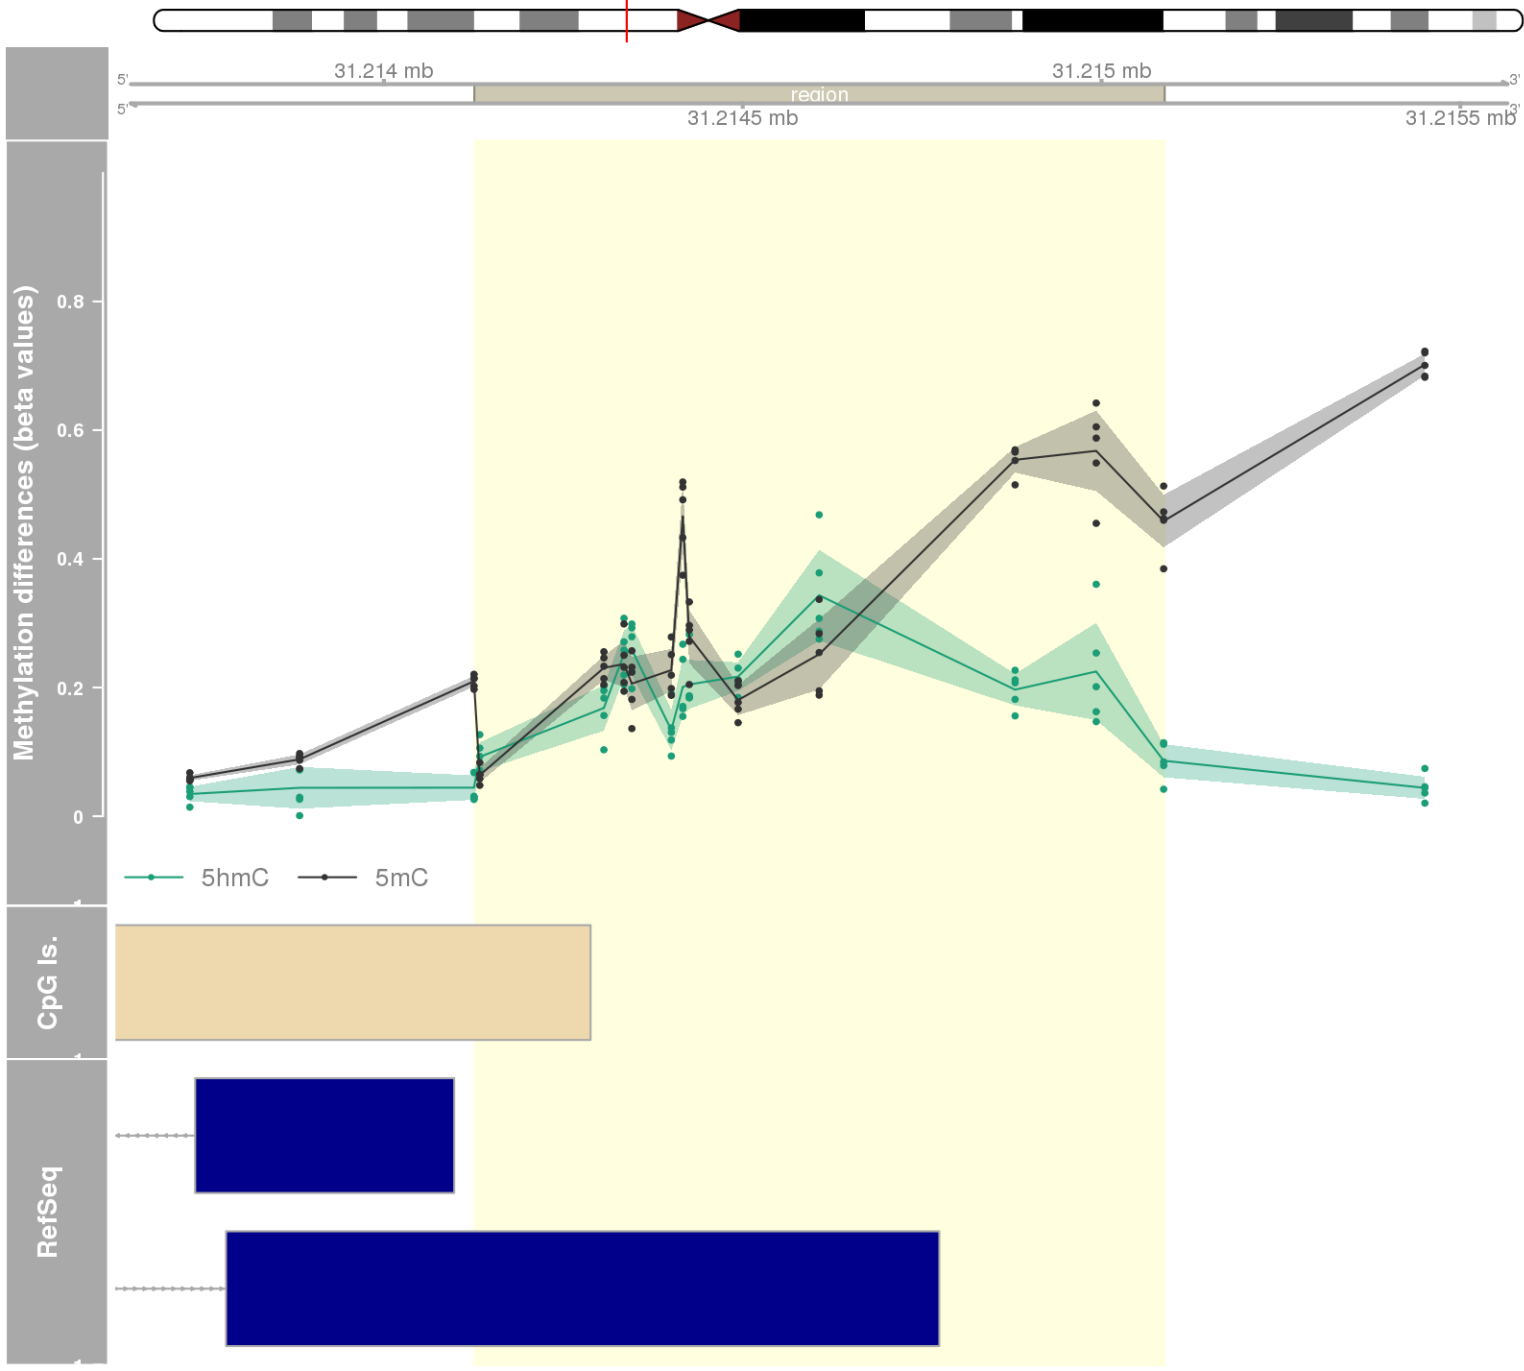 31.214 mb
31.215 mb
5'
3'
region
5'
3'
31.2145 mb
31.2155 mb
Methylation differences (beta values)
0.8
0.6
0.4
0.2
0
5hmC
5mC
CpG Is.
RefSeq